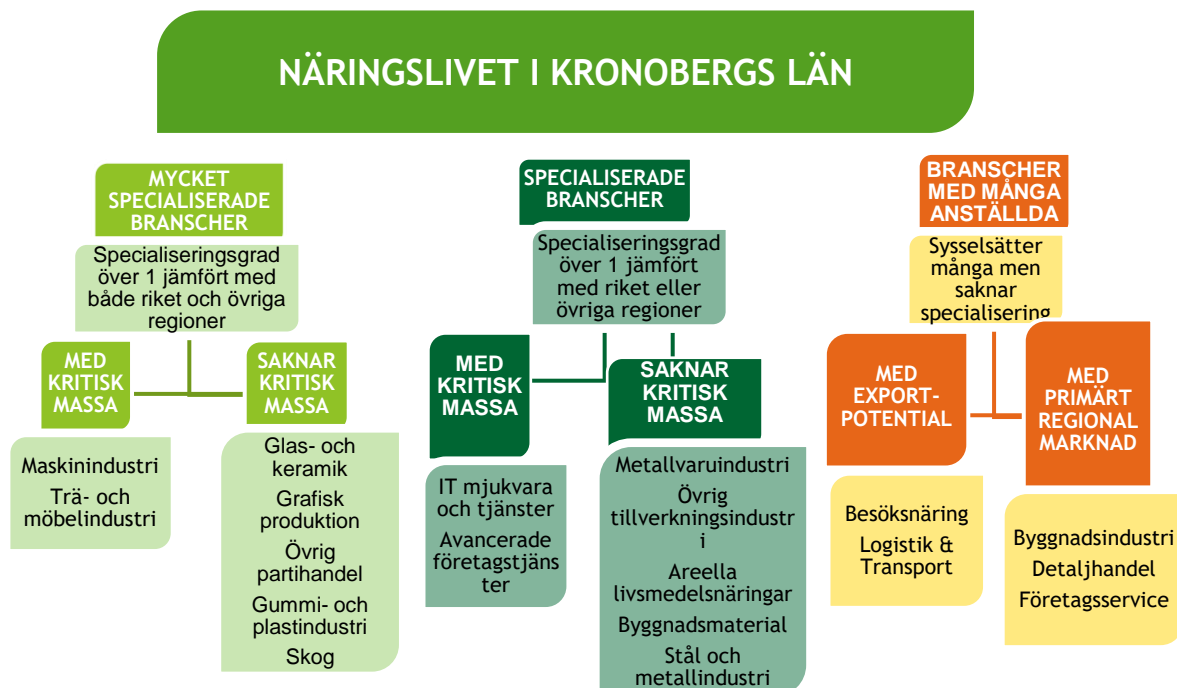 NÄRINGSLIVET I KRONOBERGS LÄN
MYCKET
SPECIALISERADE
BRANSCHER
Specialiseringsgrad
över 1 jämfört med
både riket och övriga
regioner
MED
KRITISK
MASSA
Maskinindustri
Trä- och
möbelindustri
SAKNAR
KRITISK
MASSA
Glas- och
keramik
Grafisk
produktion
Övrig
partihandel
Gummi- och
plastindustri
Skog
SPECIALISERADE
BRANSCHER
Specialiseringsgrad
över 1 jämfört
med riket eller
övriga regioner
MED
KRITISK
MASSA
IT mjukvara
och tjänster
Avancerade
företagstjäns
ter
SAKNAR
KRITISK
MASSA
Metallvaruindustri
Övrig
tillverkningsindustr
i
Areella
livsmedelsnäringar
Byggnadsmaterial
Stål och
metallindustri
BRANSCHER
MED MÅNGA
ANSTÄLLDA
Sysselsätter
många men
saknar
specialisering
MED
EXPORT-
POTENTIAL
Besöksnäring
Logistik &
Transport
MED
PRIMÄRT
REGIONAL
MARKNAD
Byggnadsindustri
Detaljhandel
Företagsservice